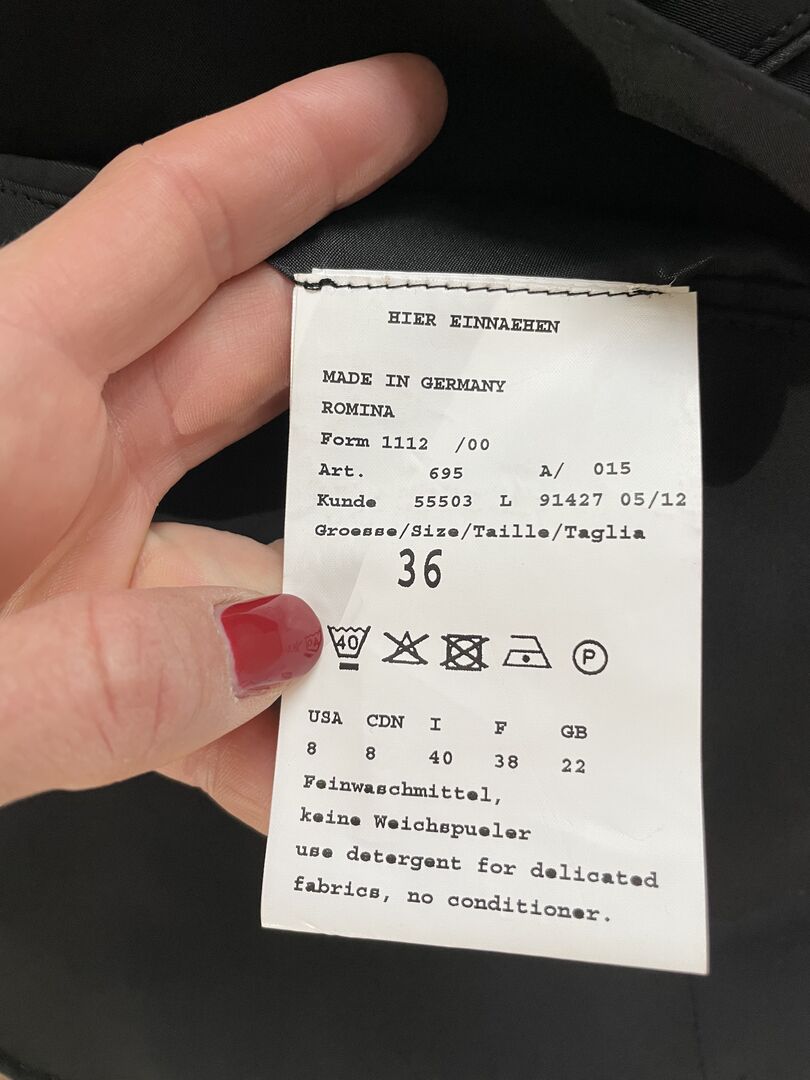 HIER EINNAEHEN
MADE IN GERMANY
ROMINA
Form 1112 /00
Art. 695 A/ 015
Kunde 55503 L 91427 05/12
Groesse/Size/Taille/Taglia
36
40 P
USA CDN I F GB
8 8 40 38 22
Feinwaschmittel,
keine Weichspueler
use detergent for delicated
fabrics, no conditioner.